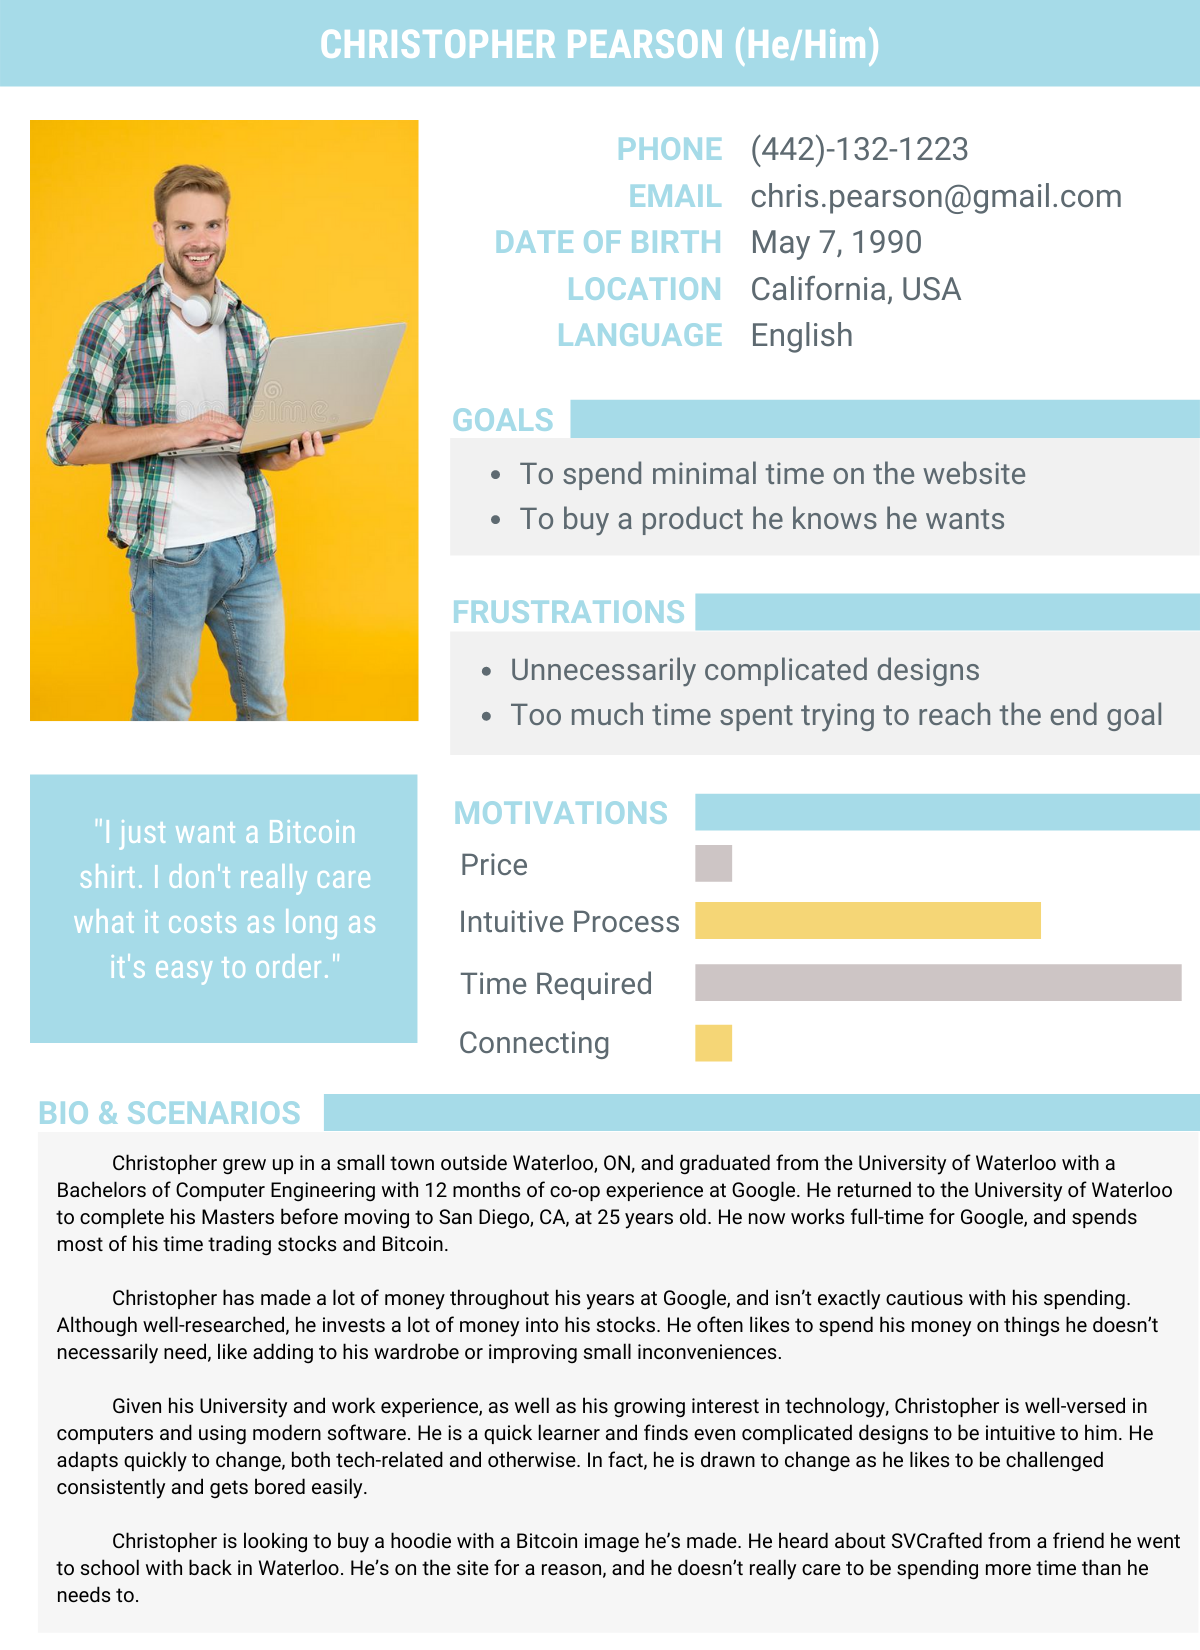 CHRISTOPHER PEARSON (He/Him)
PHONE (442)-132-1223
EMAIL chris.pearson@gmail.com
DATE OF BIRTH May 7, 1990
LOCATION California, USA
LANGUAGE English
GOALS
• To spend minimal time on the website
• To buy a product he knows he wants
FRUSTRATIONS
• Unnecessarily complicated designs
• Too much time spent trying to reach the end goal
"I just want a Bitcoin
shirt. I don't really care
what it costs as long as
it's easy to order."
MOTIVATIONS
Price
Intuitive Process
Time Required
Connecting
BIO & SCENARIOS
Christopher grew up in a small town outside Waterloo, ON, and graduated from the University of Waterloo with a
Bachelors of Computer Engineering with 12 months of co-op experience at Google. He returned to the University of Waterloo
to complete his Masters before moving to San Diego, CA, at 25 years old. He now works full-time for Google, and spends
most of his time trading stocks and Bitcoin.
Christopher has made a lot of money throughout his years at Google, and isn’t exactly cautious with his spending.
Although well-researched, he invests a lot of money into his stocks. He often likes to spend his money on things he doesn’t
necessarily need, like adding to his wardrobe or improving small inconveniences.
Given his University and work experience, as well as his growing interest in technology, Christopher is well-versed in
computers and using modern software. He is a quick learner and finds even complicated designs to be intuitive to him. He
adapts quickly to change, both tech-related and otherwise. In fact, he is drawn to change as he likes to be challenged
consistently and gets bored easily.
Christopher is looking to buy a hoodie with a Bitcoin image he’s made. He heard about SVCrafted from a friend he went
to school with back in Waterloo. He’s on the site for a reason, and he doesn’t really care to be spending more time than he
needs to.